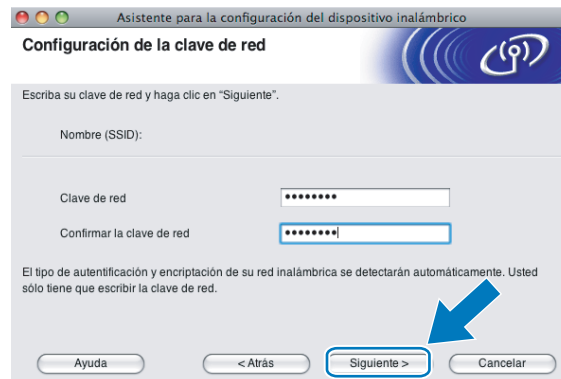 Asistente para la configuración del dispositivo inalámbrico
Configuración de la clave de red
Escriba su clave de red y haga clic en “Siguiente”.
Nombre (SSID):
Clave de red ••••••••
Confirmar la clave de red ••••••••
El tipo de autentificación y encriptación de su red inalámbrica se detectarán automáticamente. Usted
sólo tiene que escribir la clave de red.
Ayuda < Atrás Siguiente > Cancelar